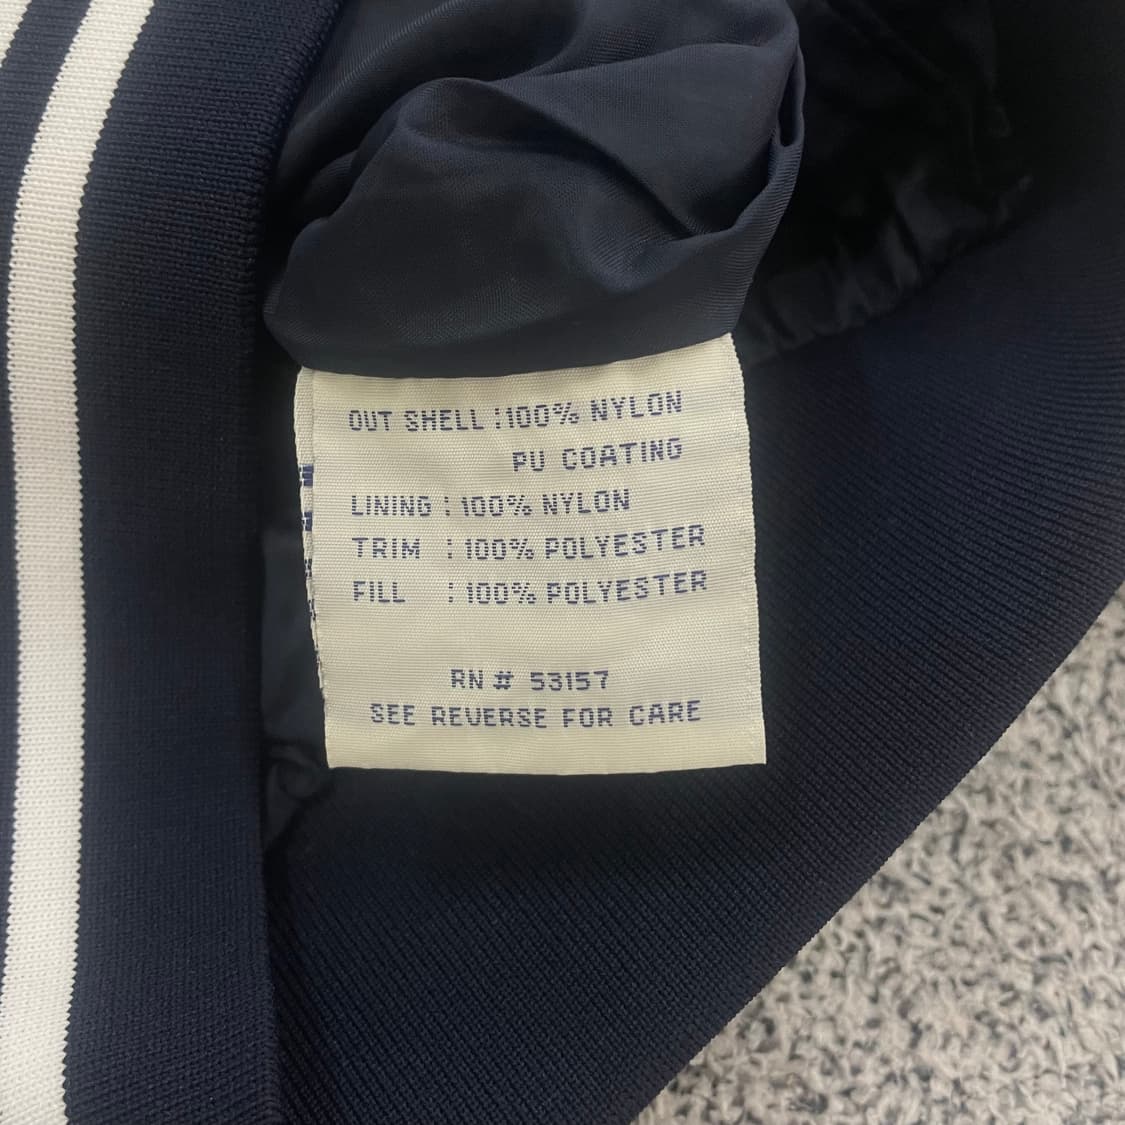 OUT SHELL : 100% NYLON
PU COATING
LINING : 100% NYLON
TRIM : 100% POLYESTER
FILL : 100% POLYESTER
RN # 53157
SEE REVERSE FOR CARE